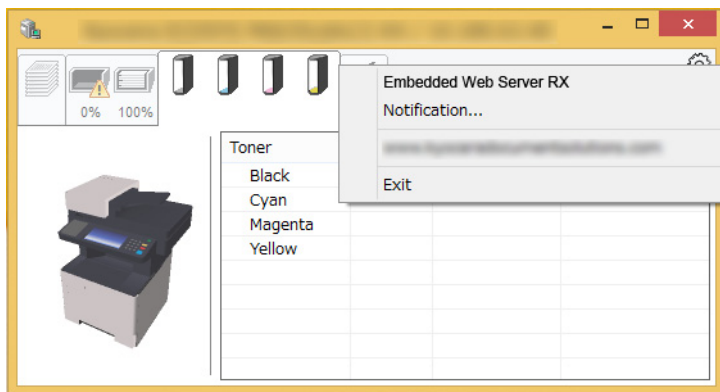 0% 100%
Embedded Web Server RX
Notification...
Exit
Toner
Black
Cyan
Magenta
Yellow